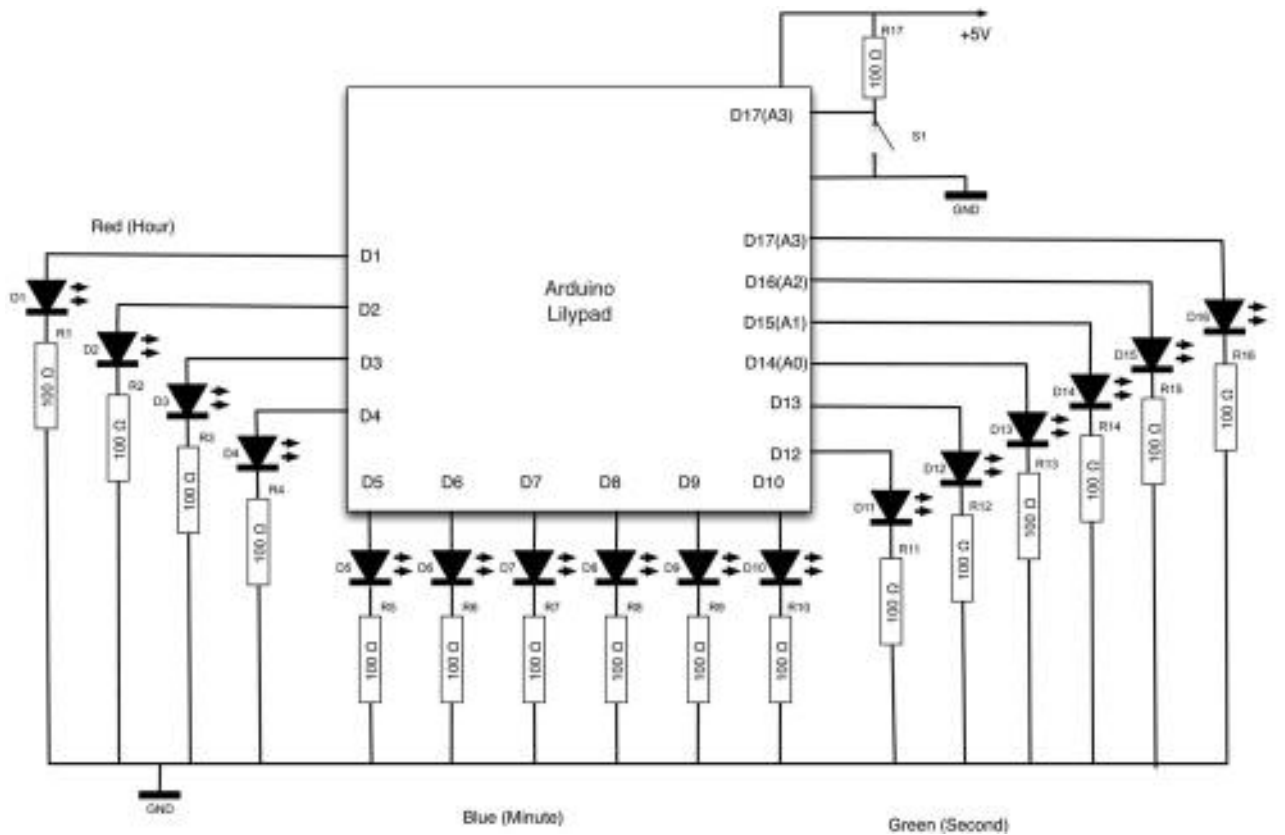 R17
+5V
100 Ω
D17(A3)
S1
GND
Red (Hour)
D17(A3)
D1
D16(A2)
Arduino
Lilypad
D1
D2
D15(A1)
D16
R1
D2
D3
D14(A0)
D15
R16
100 Ω
R2
D3
D4
D13
D14
R15
100 Ω
100 Ω
R3
D4
D12
D13
R14
100 Ω
100 Ω
R4
D5
D6
D7
D8
D9
D10
D12
R13
100 Ω
100 Ω
D11
R12
100 Ω
R11
100 Ω
D5
D6
D7
D8
D9
D10
100 Ω
R5
R6
R7
R8
R9
R10
100 Ω
100 Ω
100 Ω
100 Ω
100 Ω
100 Ω
GND
Blue (Minute)
Green (Second)